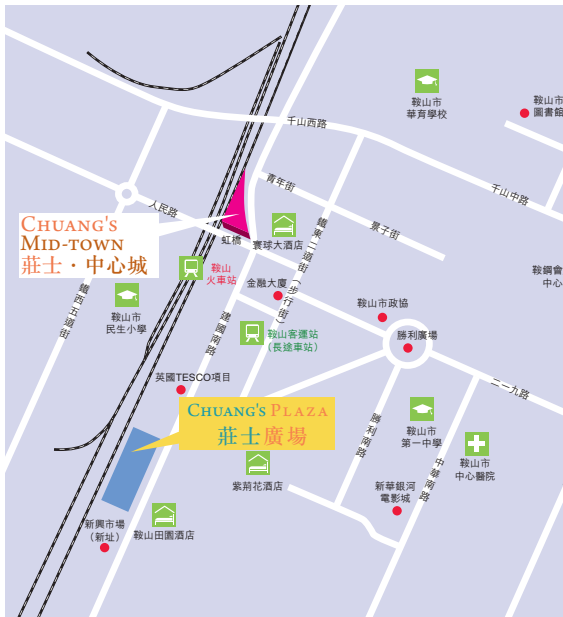 鞍山市
華育學校
鞍山市
圖書館
千山西路
青年街
千山中路
人民路
景子街
CHUANG'S
MID-TOWN
莊士·中心城
虹橋
寰球大酒店
鐵東二道街(步行街)
鞍山
火車站
金融大廈
鞍鋼會
中心
鞍山市政協
鐵西五道街
鞍山市
民生小學
建國南路
鞍山客運站
(長途車站)
勝利廣場
英國TESCO項目
二一九路
CHUANG'S PLAZA
莊士廣場
勝利南路
鞍山市
第一中學
中華南路
鞍山市
中心醫院
紫荊花酒店
新華銀河
電影城
新興市場
(新址)
鞍山田園酒店